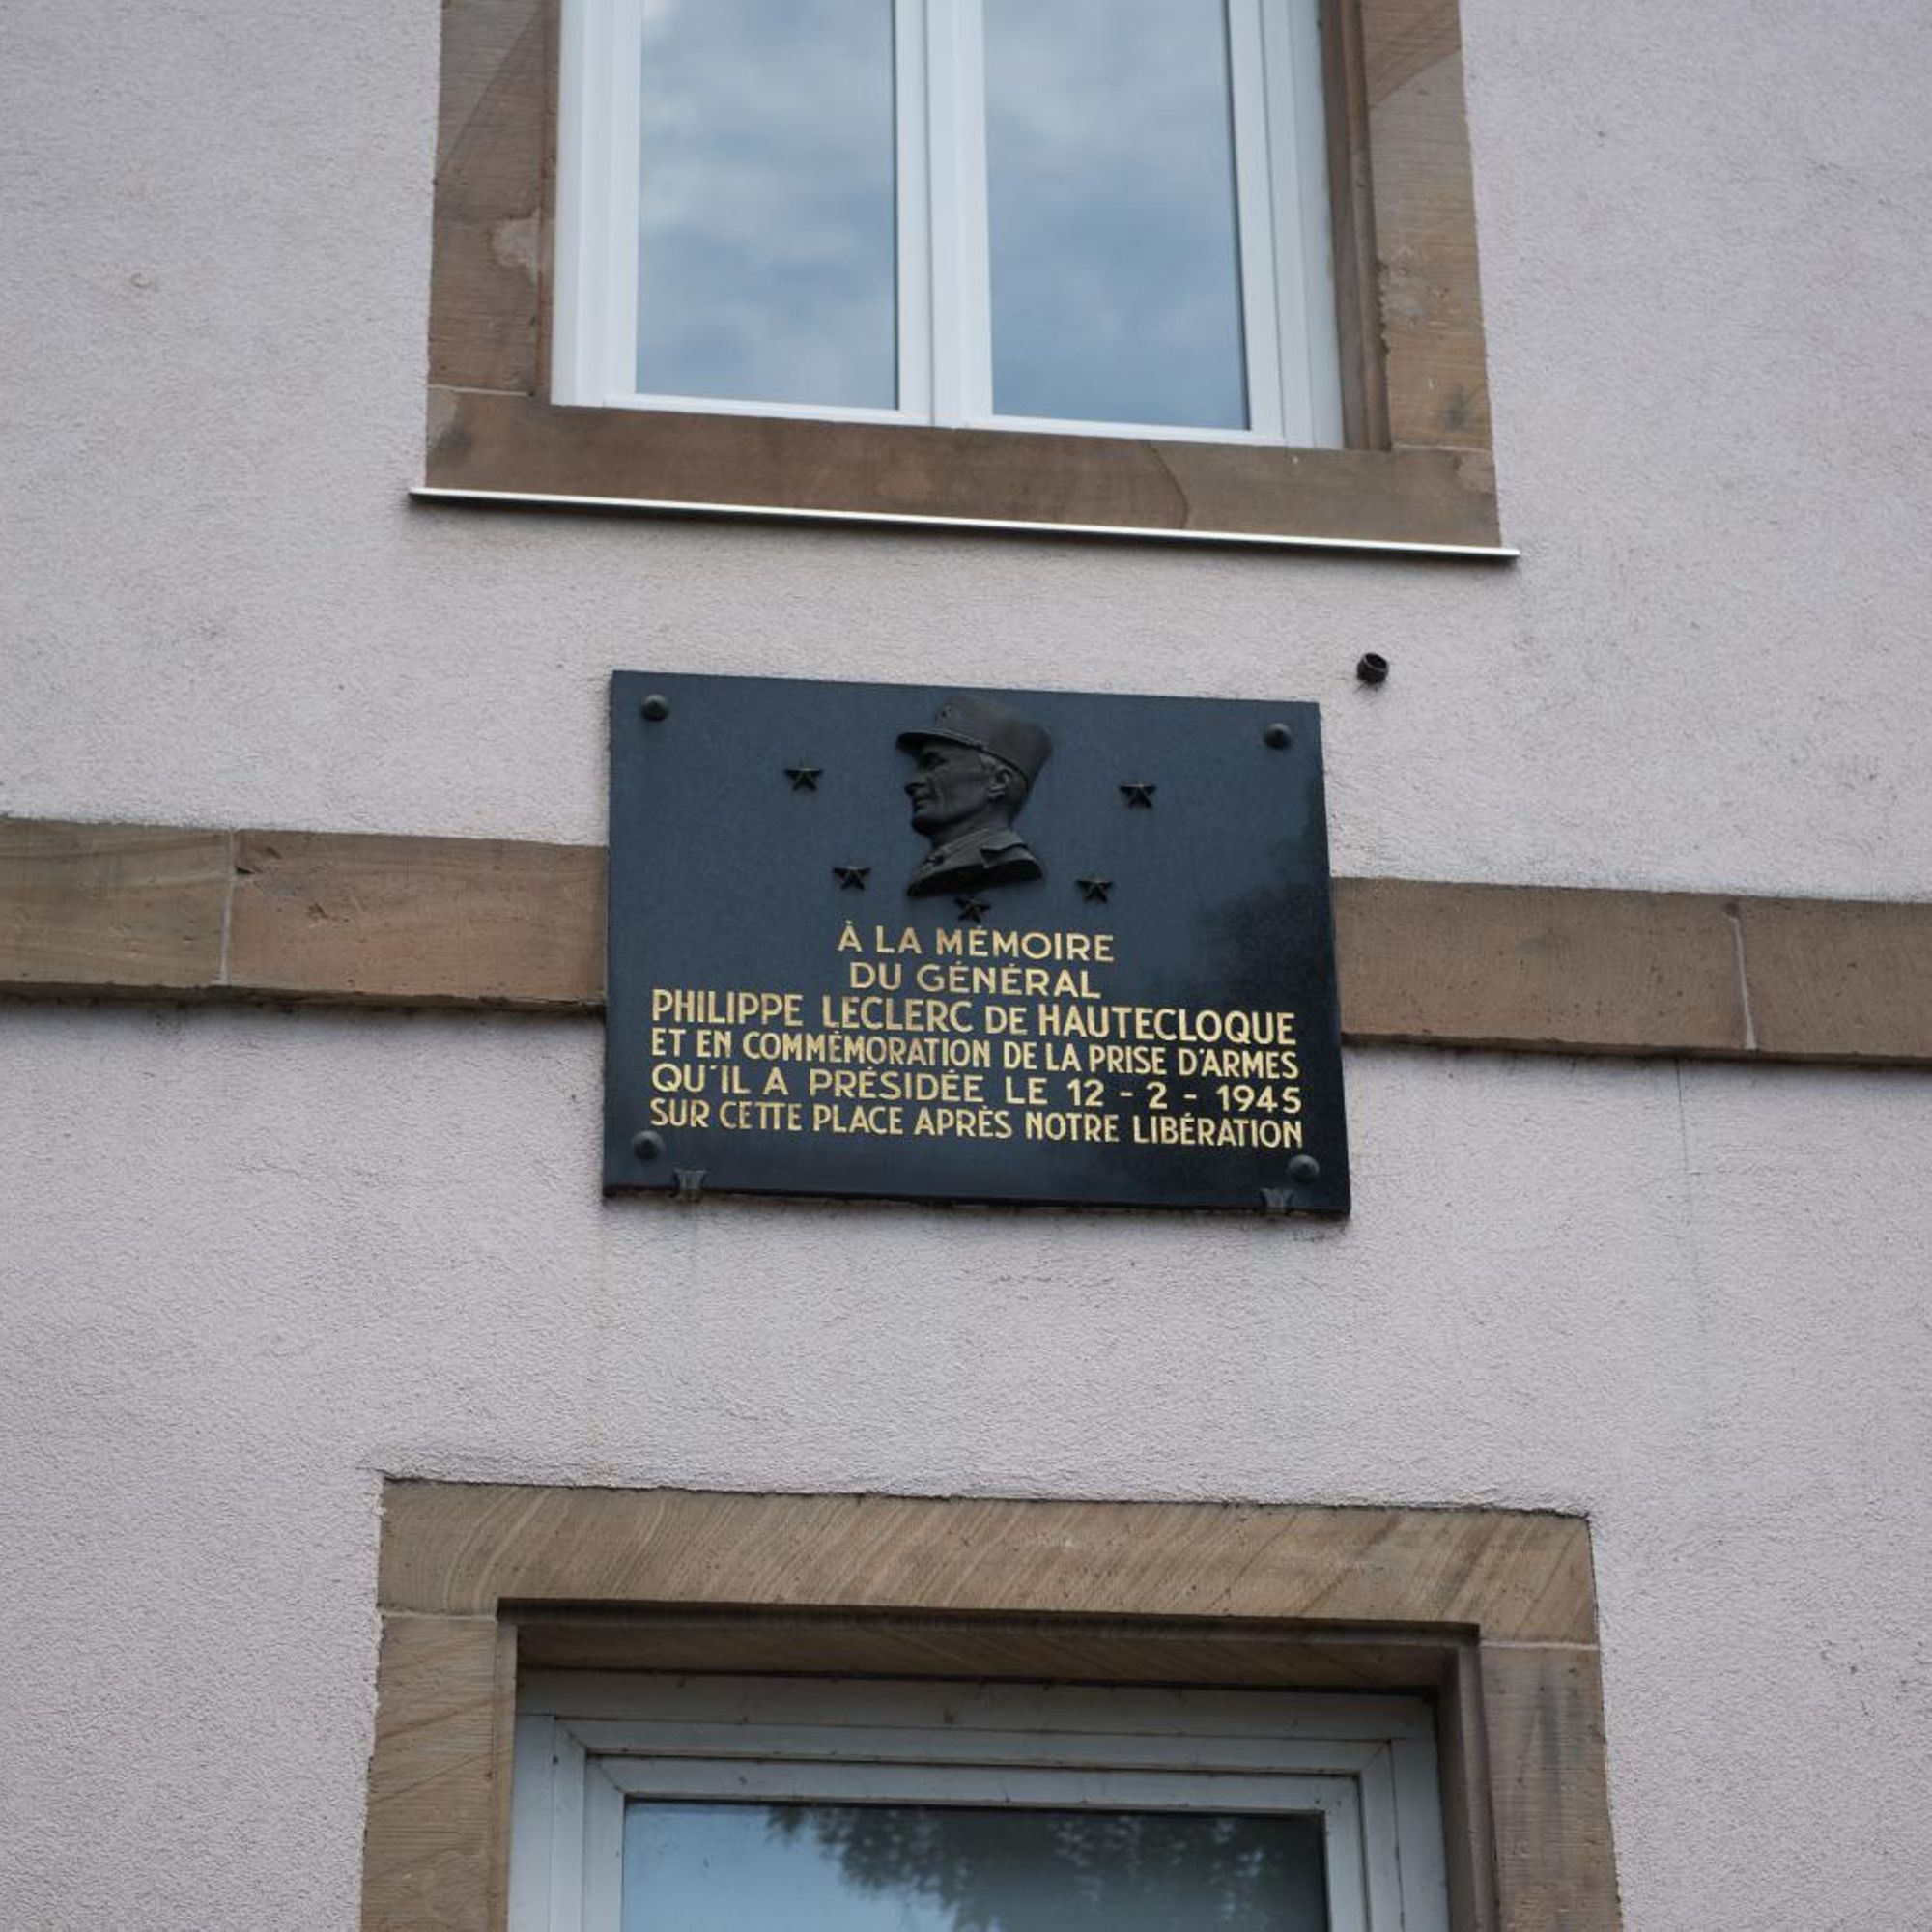 À LA MÉMOIRE
DU GÉNÉRAL
PHILIPPE LECLERC DE HAUTECLOQUE
ET EN COMMÉMORATION DE LA PRISE D'ARMES
QU'IL A PRÉSIDÉE LE 12 - 2 - 1945
SUR CETTE PLACE APRÈS NOTRE LIBÉRATION